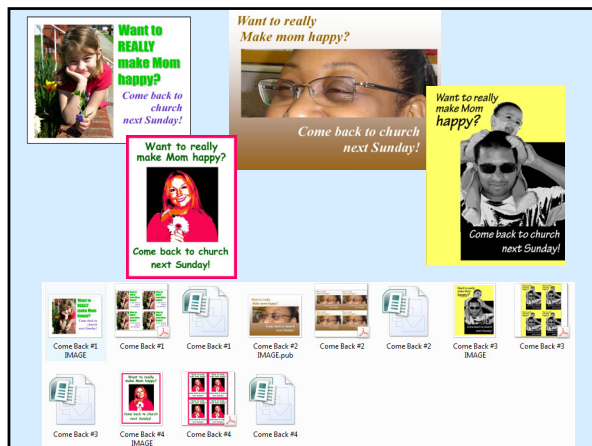 Want to
REALLY
make Mom
happy?
Come back to
church
next Sunday!
Want to really
Make mom happy?
Come back to church
next Sunday!
Want to really
make Mom
happy?
Come back to church
next Sunday!
Want to really
make Mom happy?
Come back to church
next Sunday!
Come Back #1
IMAGE
Come Back #1
Come Back #1
Come Back #2
IMAGE.pub
Come Back #2
Come Back #2
Come Back #3
IMAGE
Come Back #3
Come Back #3
Come Back #4
IMAGE
Come Back #4
Come Back #4